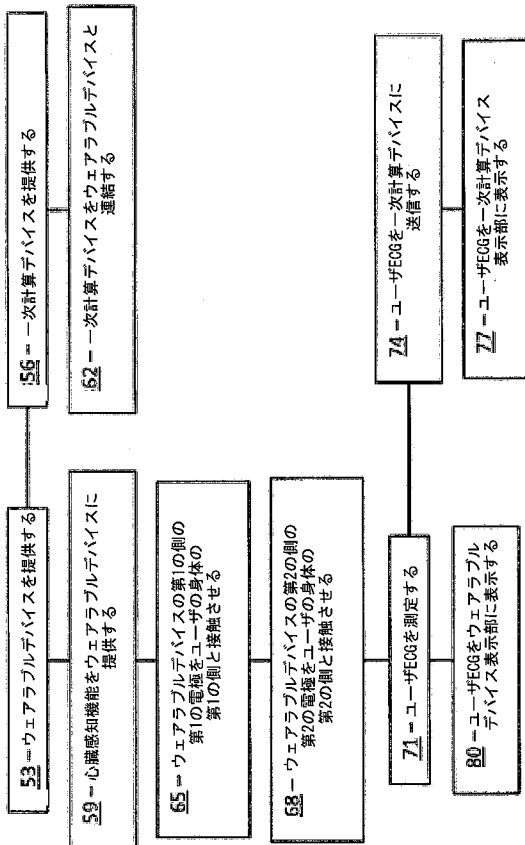 53 = ウェアラブルデバイスを提供する
56 = 一次計算デバイスを提供する
59 = 心臓感知機能をウェアラブルデバイスに
提供する
62 = 一次計算デバイスをウェアラブルデバイスと
連結する
65 = ウェアラブルデバイスの第1の側の
第1の電極をユーザの身体の
第1の側と接触させる
68 = ウェアラブルデバイスの第2の側の
第2の電極をユーザの身体の
第2の側と接触させる
71 = ユーザECGを測定する
74 = ユーザECGを一次計算デバイスに
送信する
77 = ユーザECGを一次計算デバイス
表示部に表示する
80 = ユーザECGをウェアラブル
デバイス表示部に表示する